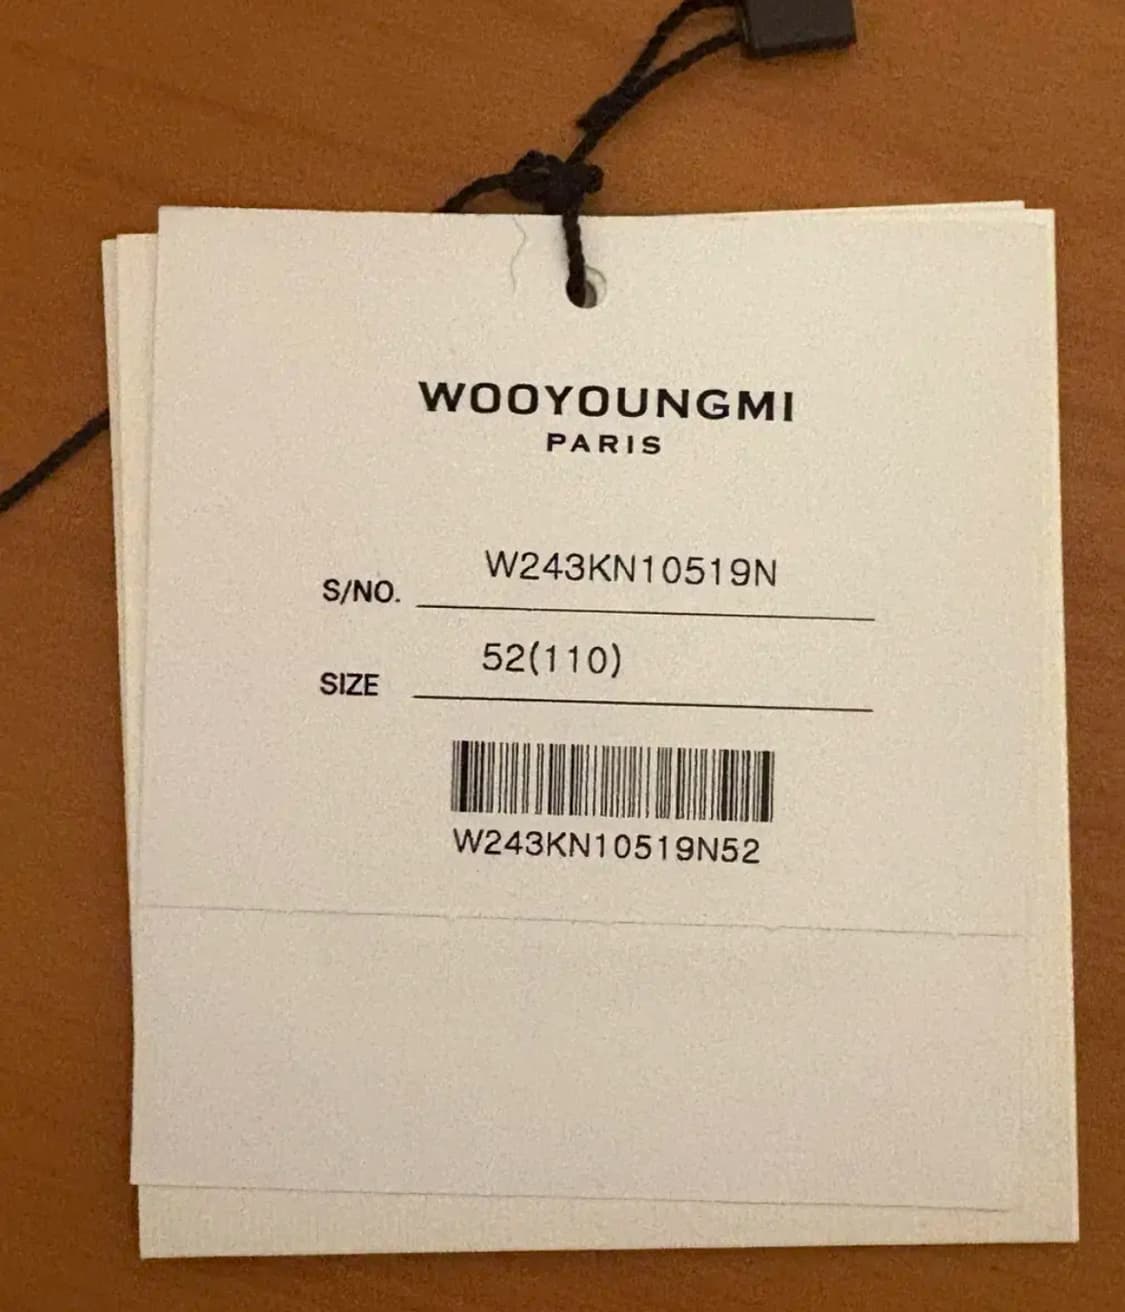 WOOYOUNGMI
PARIS
S/NO. W243KN10519N
SIZE 52(110)
W243KN10519N52